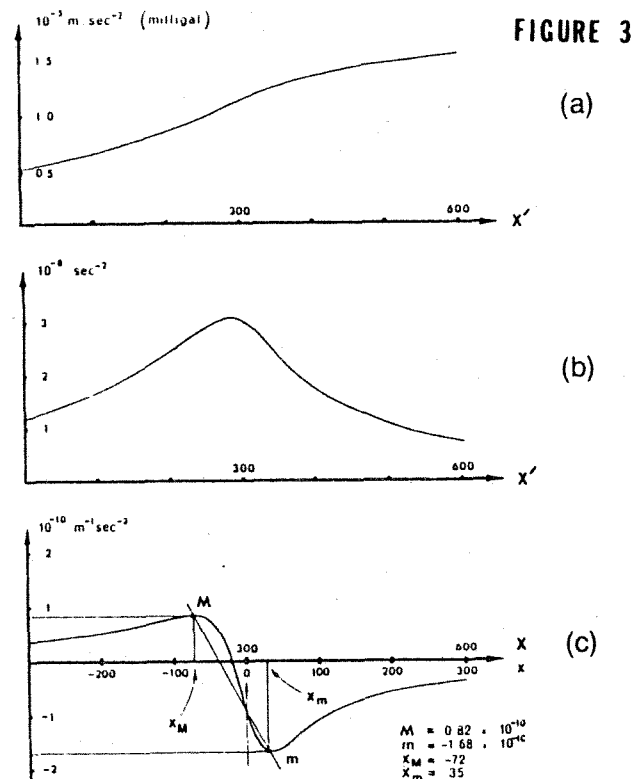 FIGURE 3
10⁻⁵ m. sec⁻² (milligal)
1.5
1.0
0.5
300
600
X′
(a)
10⁻⁸ sec⁻²
3
2
1
300
600
X′
(b)
10⁻¹⁰ m⁻¹ sec⁻²
2
1
M
300
600
X
-200
-100
0
100
200
300
x
(c)
x_M
x_m
-1
m
-2
M = 0.82 . 10⁻¹⁰
m = -1.68 . 10⁻¹⁰
x_M = -72
x_m = 35